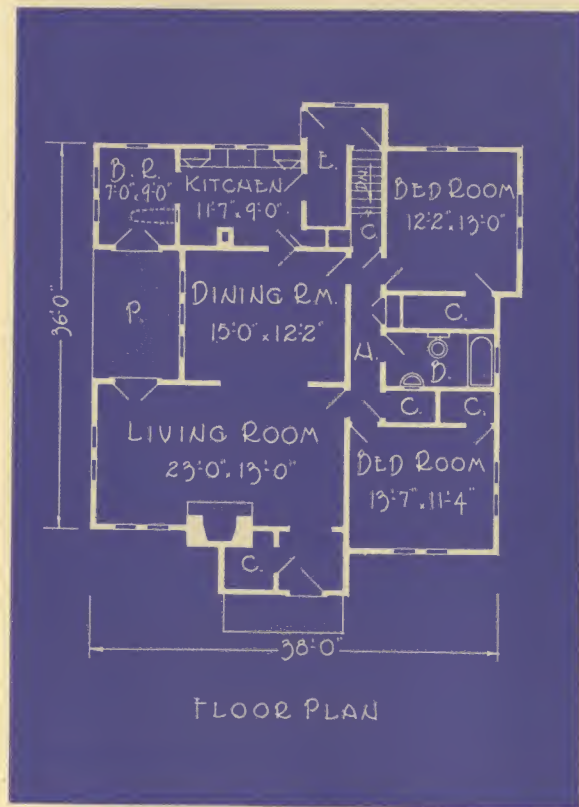 B. R.
7'-0" x 9'-0"
KITCHEN
11'-7" x 9'-0"
E.
DN.
C.
BED ROOM
12'-2" x 13'-0"
36'-0"
P.
DINING RM.
15'-0" x 12'-2"
C.
H.
B.
C.
C.
LIVING ROOM
23'-0" x 13'-0"
BED ROOM
13'-7" x 11'-4"
C.
38'-0"
FLOOR PLAN